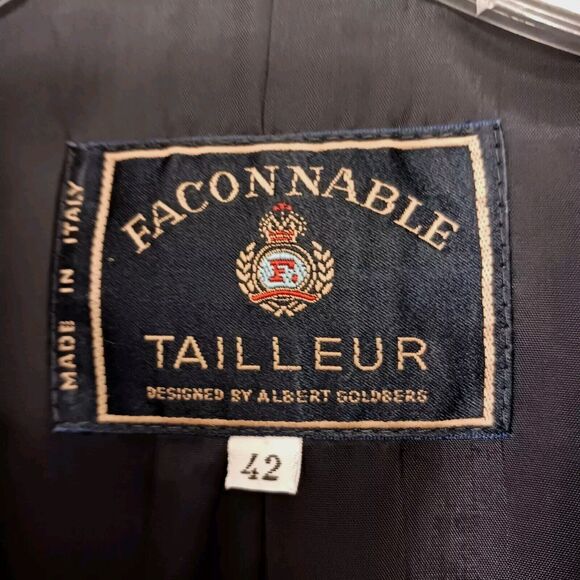 FACONNABLE
F.
TAILLEUR
DESIGNED BY ALBERT GOLDBERG
MADE IN ITALY
42